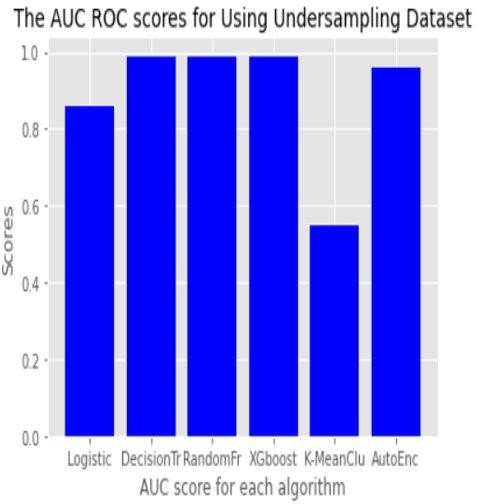 The AUC ROC scores for Using Undersampling Dataset
1.0
0.8
0.6
0.4
0.2
0.0
Scores
Logistic DecisionTr RandomFr XGboost K-MeanClu AutoEnc
AUC score for each algorithm